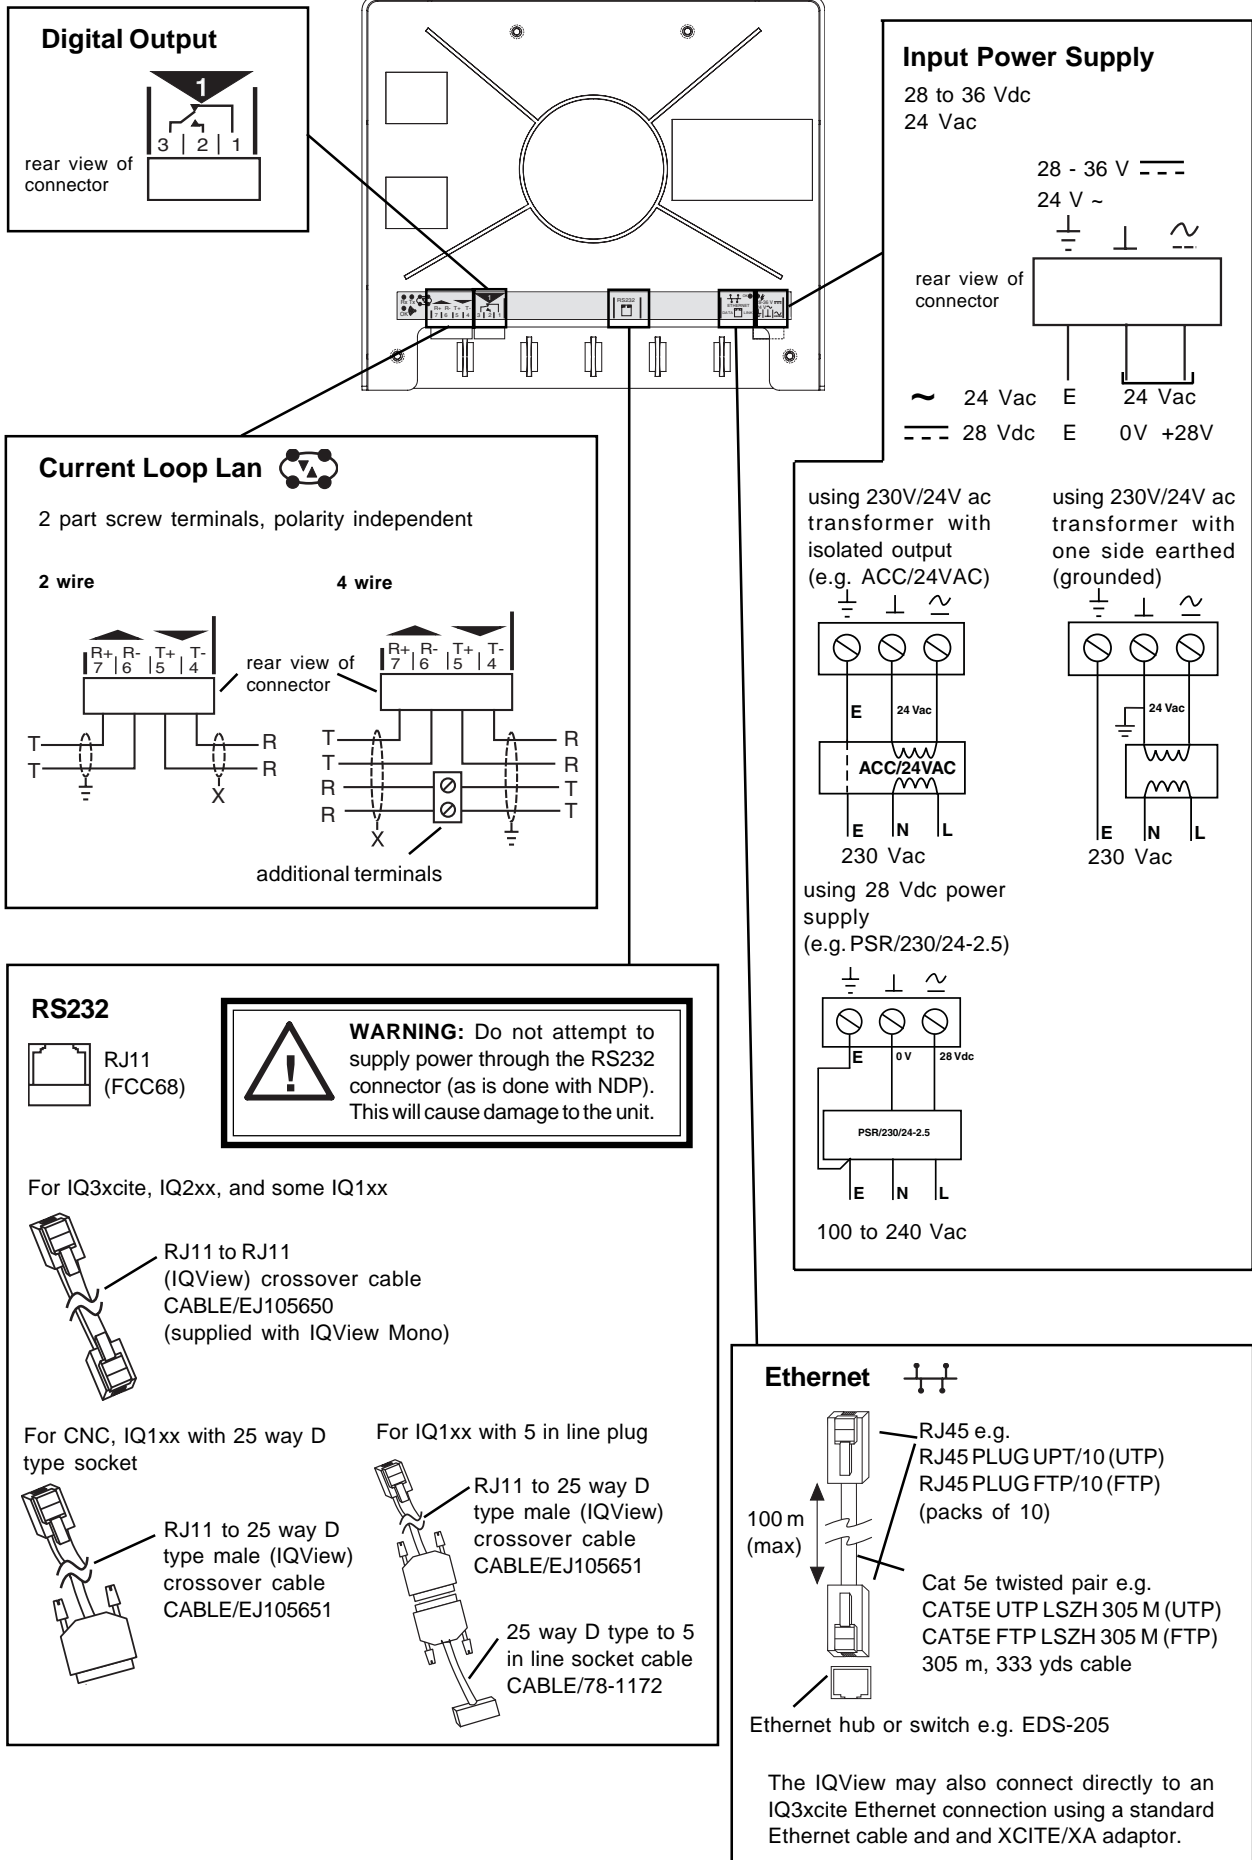 Digital Output
1
3 | 2 | 1
rear view of
connector
Input Power Supply
28 to 36 Vdc
24 Vac
28 - 36 V
24 V ~
rear view of
connector
~ 24 Vac E 24 Vac
28 Vdc E 0V +28V
RS232
ETHERNET
R+ R- T+ T-
7 6 5 4
1
3 2 1
Current Loop Lan
2 part screw terminals, polarity independent
2 wire
4 wire
R+ R- T+ T-
7 6 5 4
rear view of
connector
R+ R- T+ T-
7 6 5 4
T R
T R
X
T R
T R
R T
R T
X
additional terminals
using 230V/24V ac
transformer with
isolated output
(e.g. ACC/24VAC)
E
24 Vac
ACC/24VAC
E N L
230 Vac
using 230V/24V ac
transformer with
one side earthed
(grounded)
24 Vac
E N L
230 Vac
using 28 Vdc power
supply
(e.g. PSR/230/24-2.5)
E 0 V 28 Vdc
PSR/230/24-2.5
E N L
100 to 240 Vac
RS232
RJ11
(FCC68)
WARNING: Do not attempt to
supply power through the RS232
connector (as is done with NDP).
This will cause damage to the unit.
For IQ3xcite, IQ2xx, and some IQ1xx
RJ11 to RJ11
(IQView) crossover cable
CABLE/EJ105650
(supplied with IQView Mono)
For CNC, IQ1xx with 25 way D
type socket
RJ11 to 25 way D
type male (IQView)
crossover cable
CABLE/EJ105651
For IQ1xx with 5 in line plug
RJ11 to 25 way D
type male (IQView)
crossover cable
CABLE/EJ105651
25 way D type to 5
in line socket cable
CABLE/78-1172
Ethernet
RJ45 e.g.
RJ45 PLUG UPT/10 (UTP)
RJ45 PLUG FTP/10 (FTP)
(packs of 10)
100 m
(max)
Cat 5e twisted pair e.g.
CAT5E UTP LSZH 305 M (UTP)
CAT5E FTP LSZH 305 M (FTP)
305 m, 333 yds cable
Ethernet hub or switch e.g. EDS-205
The IQView may also connect directly to an
IQ3xcite Ethernet connection using a standard
Ethernet cable and and XCITE/XA adaptor.